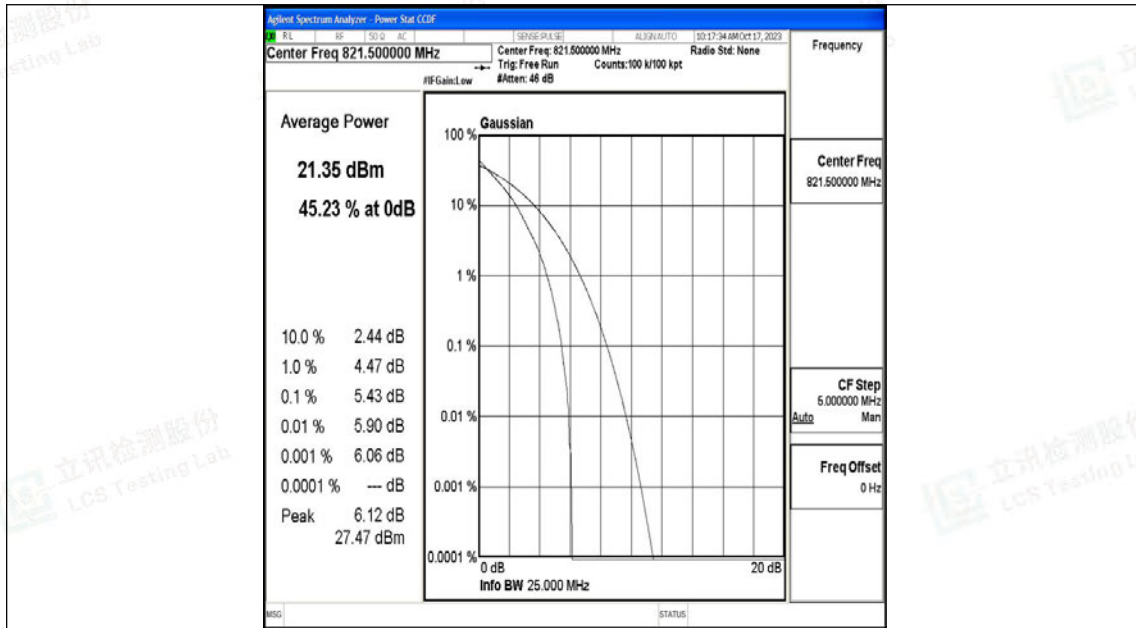 Agilent Spectrum Analyzer - Power Stat CCDF
RL RF 50 Ω AC SENSE:PULSE ALIGNAUTO 10:17:34 AM Oct 17, 2023
Center Freq 821.500000 MHz
Center Freq: 821.500000 MHz Radio Std: None
Trig: Free Run Counts:100 k/100 kpt
#IFGain:Low #Atten: 46 dB
Average Power
21.35 dBm
45.23 % at 0dB
10.0 % 2.44 dB
1.0 % 4.47 dB
0.1 % 5.43 dB
0.01 % 5.90 dB
0.001 % 6.06 dB
0.0001 % --- dB
Peak 6.12 dB
27.47 dBm
Gaussian
100 %
10 %
1 %
0.1 %
0.01 %
0.001 %
0.0001 %
0 dB 20 dB
Info BW 25.000 MHz
Frequency
Center Freq
821.500000 MHz
CF Step
5.000000 MHz
Auto Man
Freq Offset
0 Hz
MSG STATUS
立讯检测股份
LCS Testing Lab